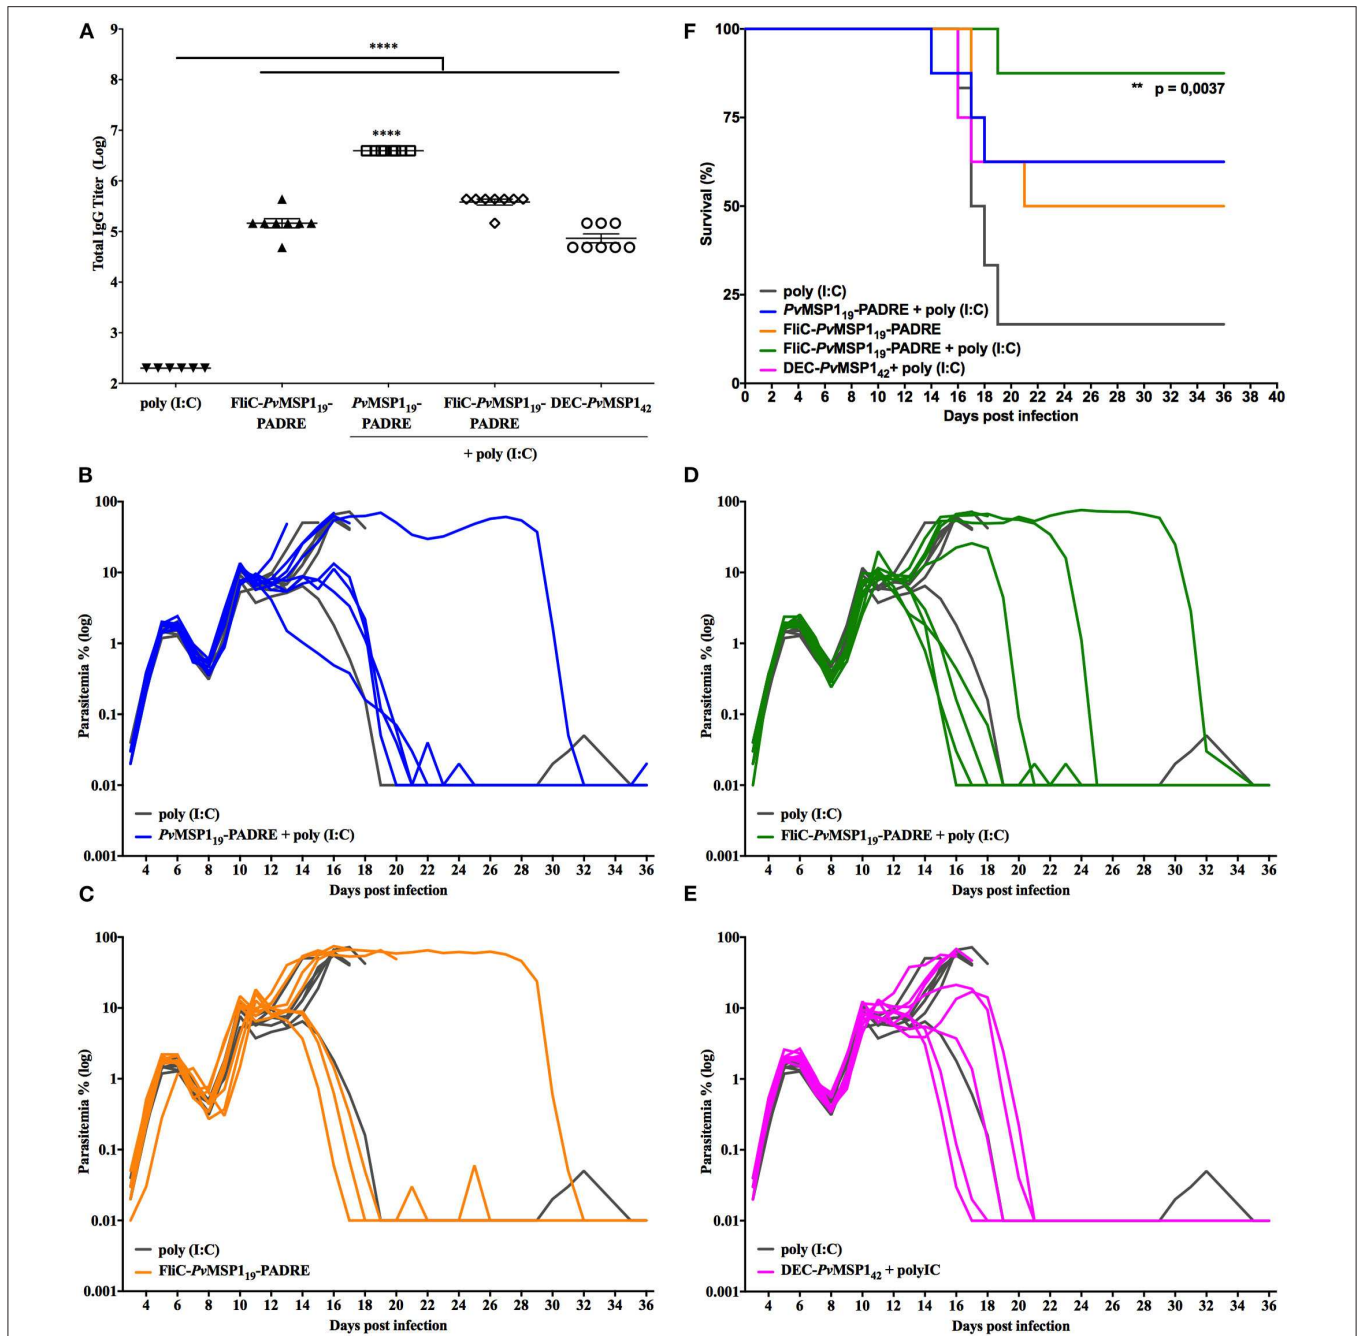 A
Total IgG Titer (Log)
9
8
7
6
5
4
3
2
****
****
poly (I:C)
FliC-PvMSP1₁₉-PADRE
PvMSP1₁₉-PADRE
FliC-PvMSP1₁₉-PADRE
DEC-PvMSP1₄₂
+ poly (I:C)
F
Survival (%)
100
75
50
25
0
** p = 0,0037
poly (I:C)
PvMSP1₁₉-PADRE + poly (I:C)
FliC-PvMSP1₁₉-PADRE
FliC-PvMSP1₁₉-PADRE + poly (I:C)
DEC-PvMSP1₄₂+ poly (I:C)
0 2 4 6 8 10 12 14 16 18 20 22 24 26 28 30 32 34 36 38 40
Days post infection
B
Parasitemia % (log)
100
10
1
0.1
0.01
0.001
poly (I:C)
PvMSP1₁₉-PADRE + poly (I:C)
4 6 8 10 12 14 16 18 20 22 24 26 28 30 32 34 36
Days post infection
D
Parasitemia % (log)
100
10
1
0.1
0.01
0.001
poly (I:C)
FliC-PvMSP1₁₉-PADRE + poly (I:C)
4 6 8 10 12 14 16 18 20 22 24 26 28 30 32 34 36
Days post infection
C
Parasitemia % (log)
100
10
1
0.1
0.01
0.001
poly (I:C)
FliC-PvMSP1₁₉-PADRE
4 6 8 10 12 14 16 18 20 22 24 26 28 30 32 34 36
Days post infection
E
Parasitemia % (log)
100
10
1
0.1
0.01
0.001
poly (I:C)
DEC-PvMSP1₄₂ + polyIC
4 6 8 10 12 14 16 18 20 22 24 26 28 30 32 34 36
Days post infection